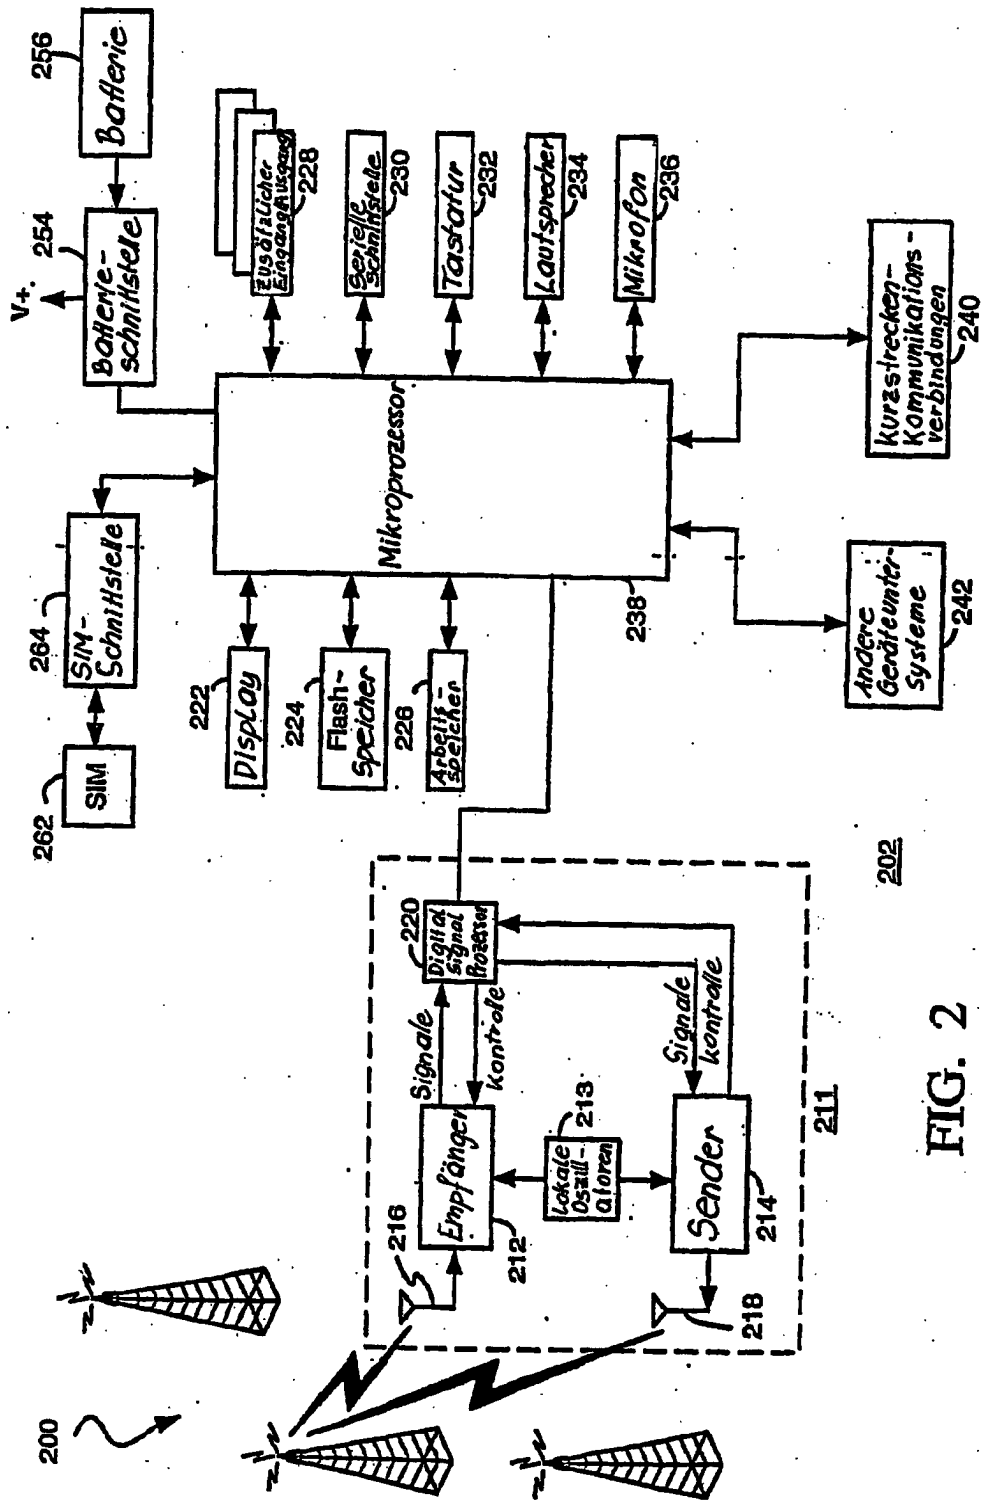 200
216
Empfänger
212
Signale
Kontrolle
220
Digital
Signal
Prozessor
Lokale
Oszill-
atoren
213
218
Sender
214
Signale
Kontrolle
211
202
262
SIM
264
SIM-
Schnittstelle
V+.
254
Batterie-
schnittstelle
256
Batterie
222
Display
224
Flash-
speicher
226
Arbeits-
speicher
Mikroprozessor
238
Zusätzlicher
Eingang/Ausgang
228
Serielle
Schnittstelle
230
Tastatur
232
Lautsprecher
234
Mikrofon
236
Andere
Geräteunter-
systeme
242
Kurzstrecken-
Kommunikations-
verbindungen
240
FIG. 2